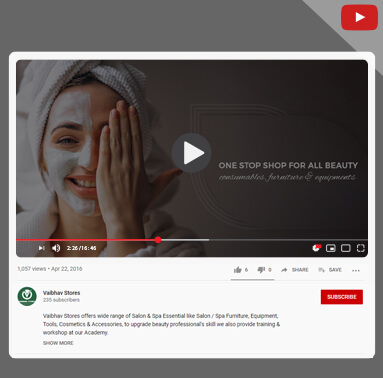 ONE STOP SHOP FOR ALL BEAUTY
consumables, furniture & equipments
2:26/16:46
1,057 views • Apr 22, 2016
6
0
SHARE
SAVE
Vaibhav Stores
235 subscribers
SUBSCRIBE
Vaibhav Stores offers wide range of Salon & Spa Essential like Salon / Spa Furniture, Equipment,
Tools, Cosmetics & Accessories, to upgrade beauty professional's skill we also provide training &
workshop at our Academy.
SHOW MORE